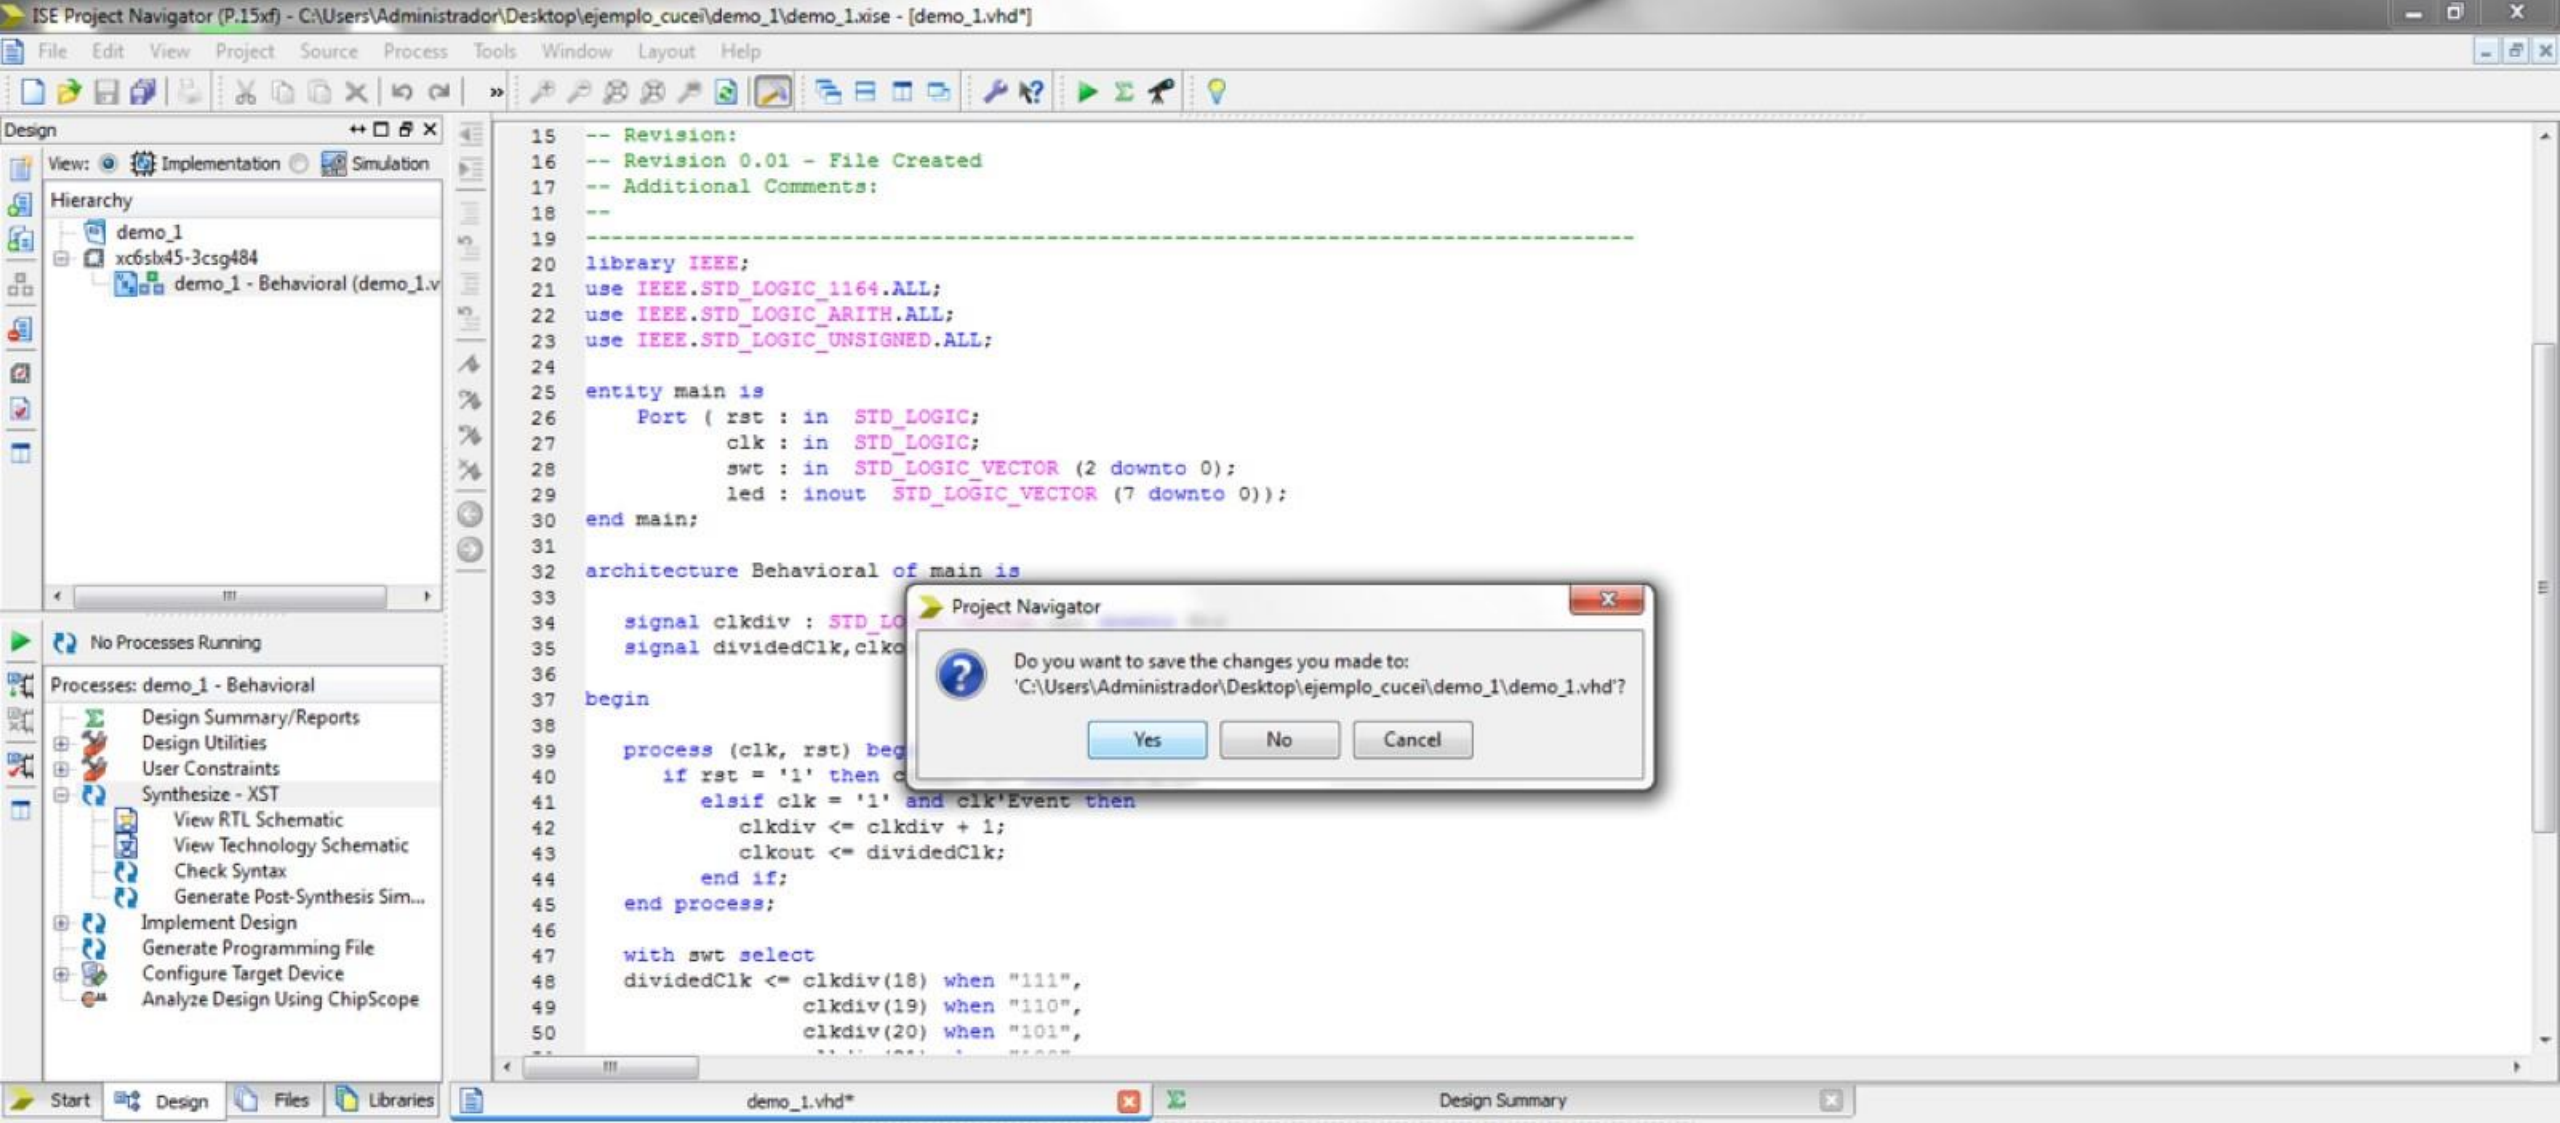 ISE Project Navigator (P.15xf) - C:\Users\Administrador\Desktop\ejemplo_cucei\demo_1\demo_1.xise - [demo_1.vhd*]
File Edit View Project Source Process Tools Window Layout Help
Design
View: Implementation Simulation
Hierarchy
demo_1
xc6slx45-3csg484
demo_1 - Behavioral (demo_1.v
No Processes Running
Processes: demo_1 - Behavioral
Design Summary/Reports
Design Utilities
User Constraints
Synthesize - XST
View RTL Schematic
View Technology Schematic
Check Syntax
Generate Post-Synthesis Sim...
Implement Design
Generate Programming File
Configure Target Device
Analyze Design Using ChipScope
Start Design Files Libraries
15 -- Revision:
16 -- Revision 0.01 - File Created
17 -- Additional Comments:
18 --
19 ----------------------------------------------------------------------------------
20 library IEEE;
21 use IEEE.STD_LOGIC_1164.ALL;
22 use IEEE.STD_LOGIC_ARITH.ALL;
23 use IEEE.STD_LOGIC_UNSIGNED.ALL;
24
25 entity main is
26 Port ( rst : in STD_LOGIC;
27 clk : in STD_LOGIC;
28 swt : in STD_LOGIC_VECTOR (2 downto 0);
29 led : inout STD_LOGIC_VECTOR (7 downto 0));
30 end main;
31
32 architecture Behavioral of main is
33
34 signal clkdiv : STD_LO
35 signal dividedClk,clko
36
37 begin
38
39 process (clk, rst) beg
40 if rst = '1' then c
41 elsif clk = '1' and clk'Event then
42 clkdiv <= clkdiv + 1;
43 clkout <= dividedClk;
44 end if;
45 end process;
46
47 with swt select
48 dividedClk <= clkdiv(18) when "111",
49 clkdiv(19) when "110",
50 clkdiv(20) when "101",
Project Navigator
Do you want to save the changes you made to:
'C:\Users\Administrador\Desktop\ejemplo_cucei\demo_1\demo_1.vhd'?
Yes No Cancel
demo_1.vhd* Design Summary